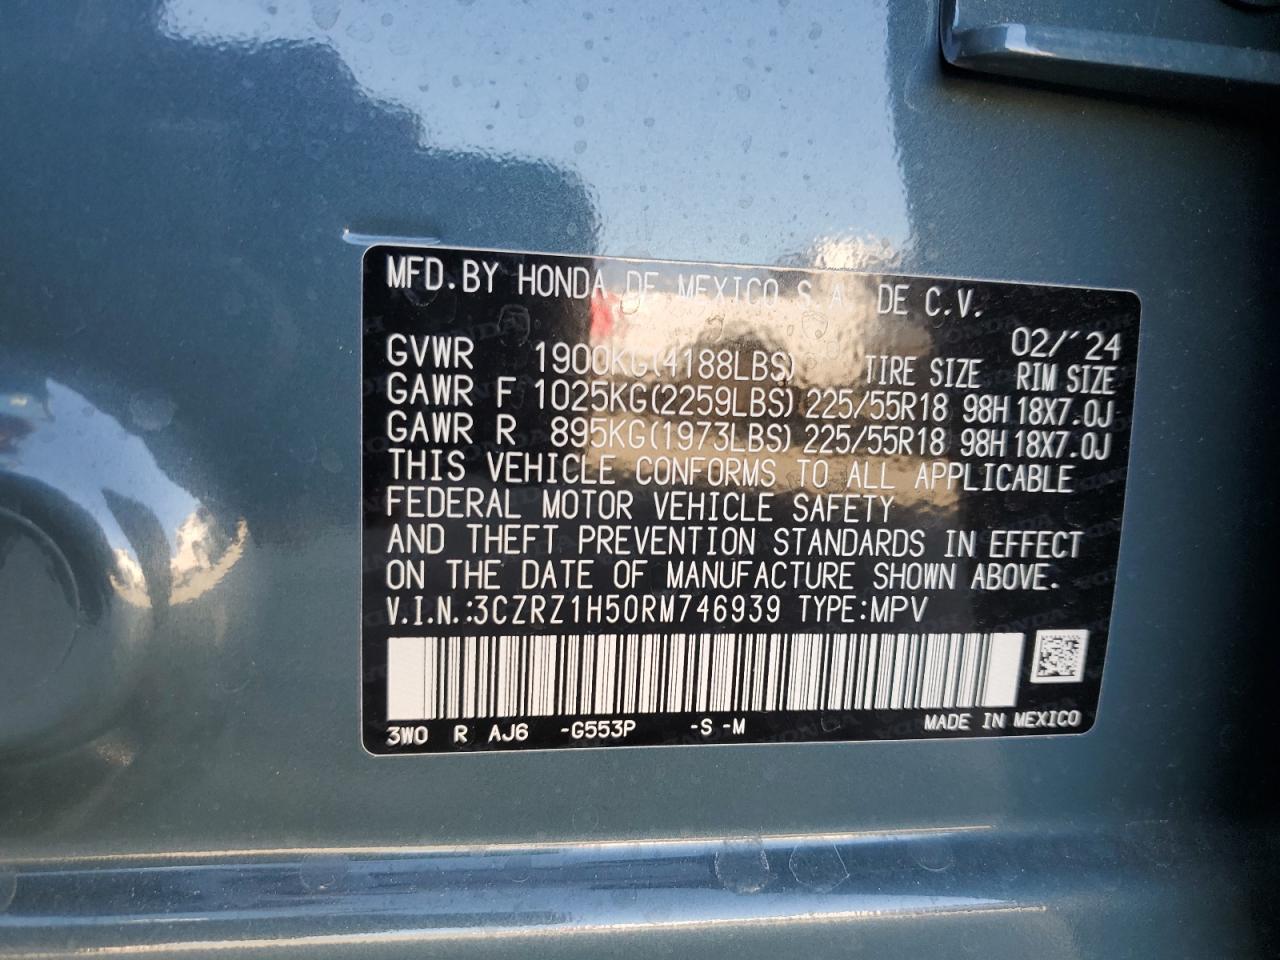 MFD. BY HONDA DE MEXICO S.A. DE C.V.
02/´24
GVWR 1900KG(4188LBS) TIRE SIZE RIM SIZE
GAWR F 1025KG(2259LBS) 225/55R18 98H 18X7.0J
GAWR R 895KG(1973LBS) 225/55R18 98H 18X7.0J
THIS VEHICLE CONFORMS TO ALL APPLICABLE
FEDERAL MOTOR VEHICLE SAFETY
AND THEFT PREVENTION STANDARDS IN EFFECT
ON THE DATE OF MANUFACTURE SHOWN ABOVE.
V.I.N.:3CZRZ1H50RM746939 TYPE:MPV
3W0 R AJ6 -G553P -S -M MADE IN MEXICO